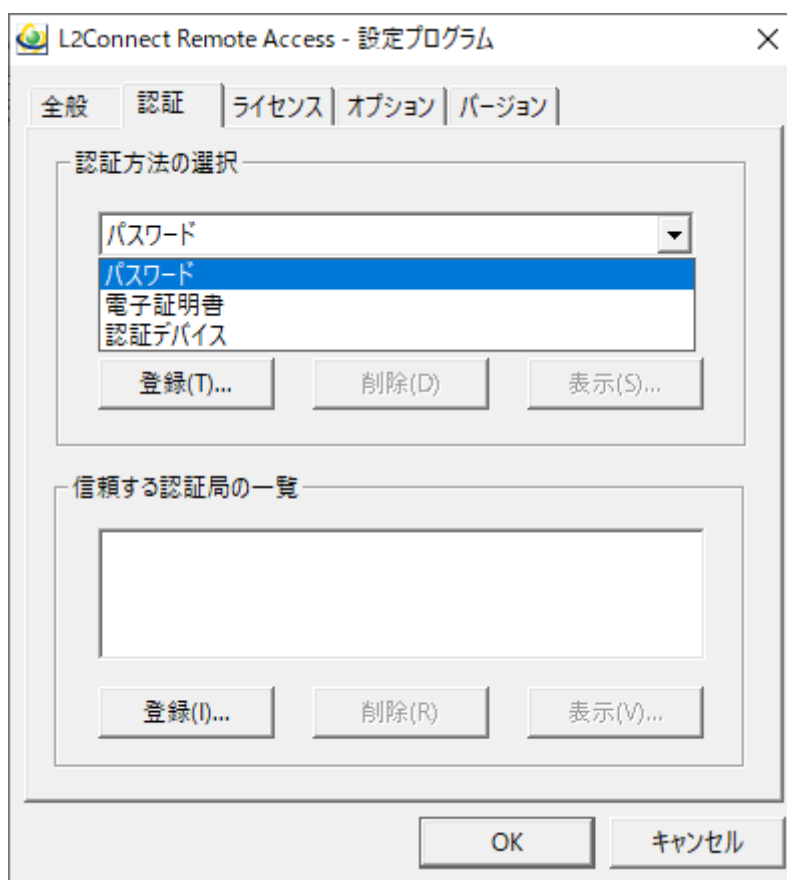 L2Connect Remote Access - 設定プログラム
全般 認証 ライセンス オプション バージョン
認証方法の選択
パスワード
パスワード
電子証明書
認証デバイス
登録(T)... 削除(D) 表示(S)...
信頼する認証局の一覧
登録(I)... 削除(R) 表示(V)...
OK キャンセル